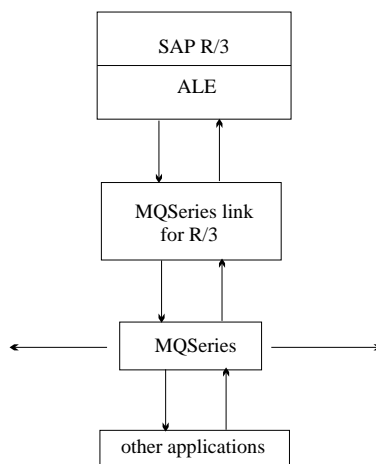 SAP R/3
ALE
MQSeries link
for R/3
MQSeries
other applications